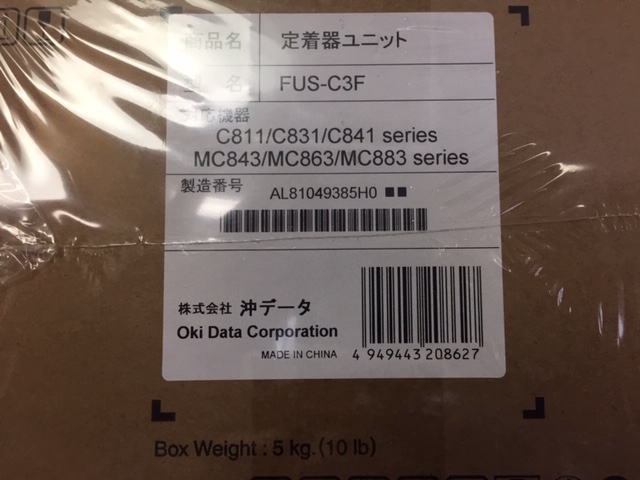 商品名 定着器ユニット
型 名 FUS-C3F
対応機器
C811/C831/C841 series
MC843/MC863/MC883 series
製造番号 AL81049385H0 ■■
株式会社 沖データ
Oki Data Corporation
MADE IN CHINA
4 949443 208627
Box Weight : 5 kg.(10 lb)